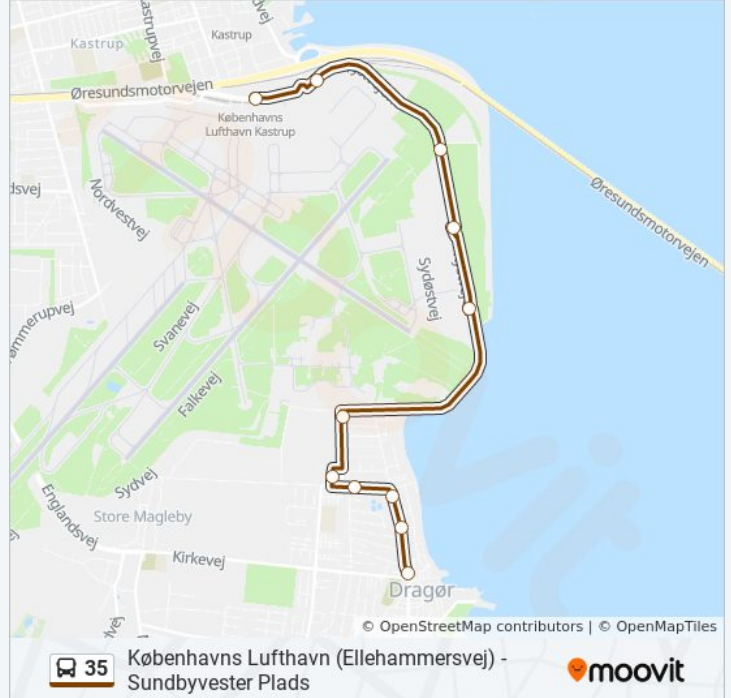 Kastrupvej
Kastrup
Kastrup
Øresundsmotorvejen
Københavns
Lufthavn Kastrup
dsvej
Nordvestvej
Øresundsmotorvejen
Sydøstvej
Svanevej
ømmerupvej
Falkevej
Sydvej
Englandsvej
Store Magleby
Kirkevej
Dragør
© OpenStreetMap contributors | © OpenMapTiles
35
Københavns Lufthavn (Ellehammersvej) -
Sundbyvester Plads
moovit